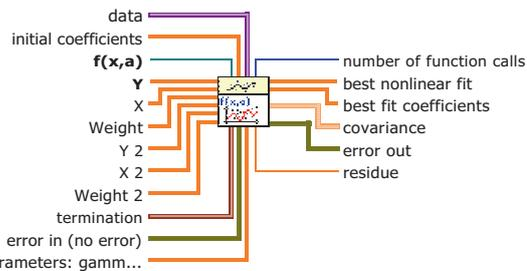 data
initial coefficients
f(x,a)
Y
X
Weight
Y 2
X 2
Weight 2
termination
error in (no error)
rameters: gamm...
f(x,a)
number of function calls
best nonlinear fit
best fit coefficients
covariance
error out
residue